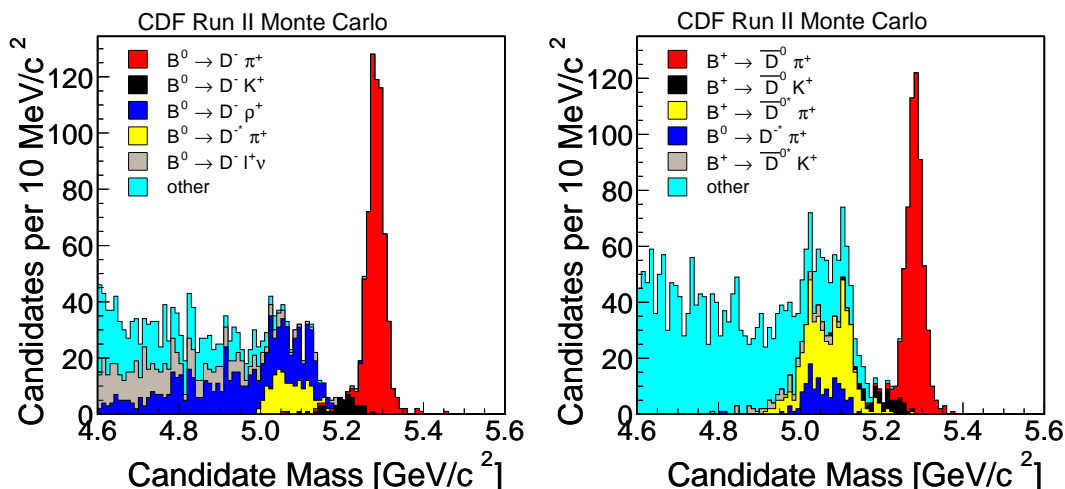 CDF Run II Monte Carlo
Candidates per 10 MeV/c²
120
100
80
60
40
20
0
B⁰ → D⁻ π⁺
B⁰ → D⁻ K⁺
B⁰ → D⁻ ρ⁺
B⁰ → D⁻* π⁺
B⁰ → D⁻ l⁺ν
other
4.6 4.8 5.0 5.2 5.4 5.6
Candidate Mass [GeV/c²]
CDF Run II Monte Carlo
Candidates per 10 MeV/c²
120
100
80
60
40
20
0
B⁺ → D̅⁰ π⁺
B⁺ → D̅⁰ K⁺
B⁺ → D̅⁰* π⁺
B⁰ → D⁻* π⁺
B⁺ → D̅⁰* K⁺
other
4.6 4.8 5.0 5.2 5.4 5.6
Candidate Mass [GeV/c²]